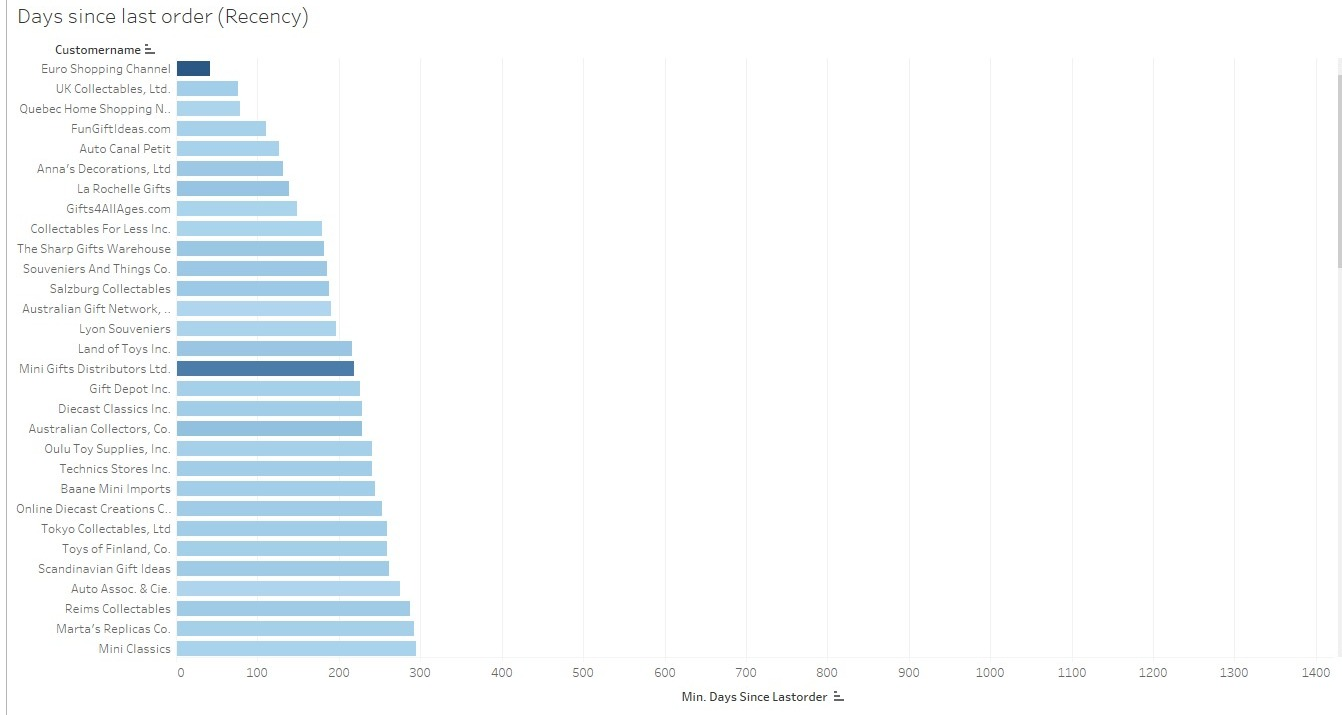 Days since last order (Recency)
Customername
Euro Shopping Channel
UK Collectables, Ltd.
Quebec Home Shopping N..
FunGiftIdeas.com
Auto Canal Petit
Anna's Decorations, Ltd
La Rochelle Gifts
Gifts4AllAges.com
Collectables For Less Inc.
The Sharp Gifts Warehouse
Souveniers And Things Co.
Salzburg Collectables
Australian Gift Network, ..
Lyon Souveniers
Land of Toys Inc.
Mini Gifts Distributors Ltd.
Gift Depot Inc.
Diecast Classics Inc.
Australian Collectors, Co.
Oulu Toy Supplies, Inc.
Technics Stores Inc.
Baane Mini Imports
Online Diecast Creations C..
Tokyo Collectables, Ltd
Toys of Finland, Co.
Scandinavian Gift Ideas
Auto Assoc. & Cie.
Reims Collectables
Marta's Replicas Co.
Mini Classics
0 100 200 300 400 500 600 700 800 900 1000 1100 1200 1300 1400
Min. Days Since Lastorder